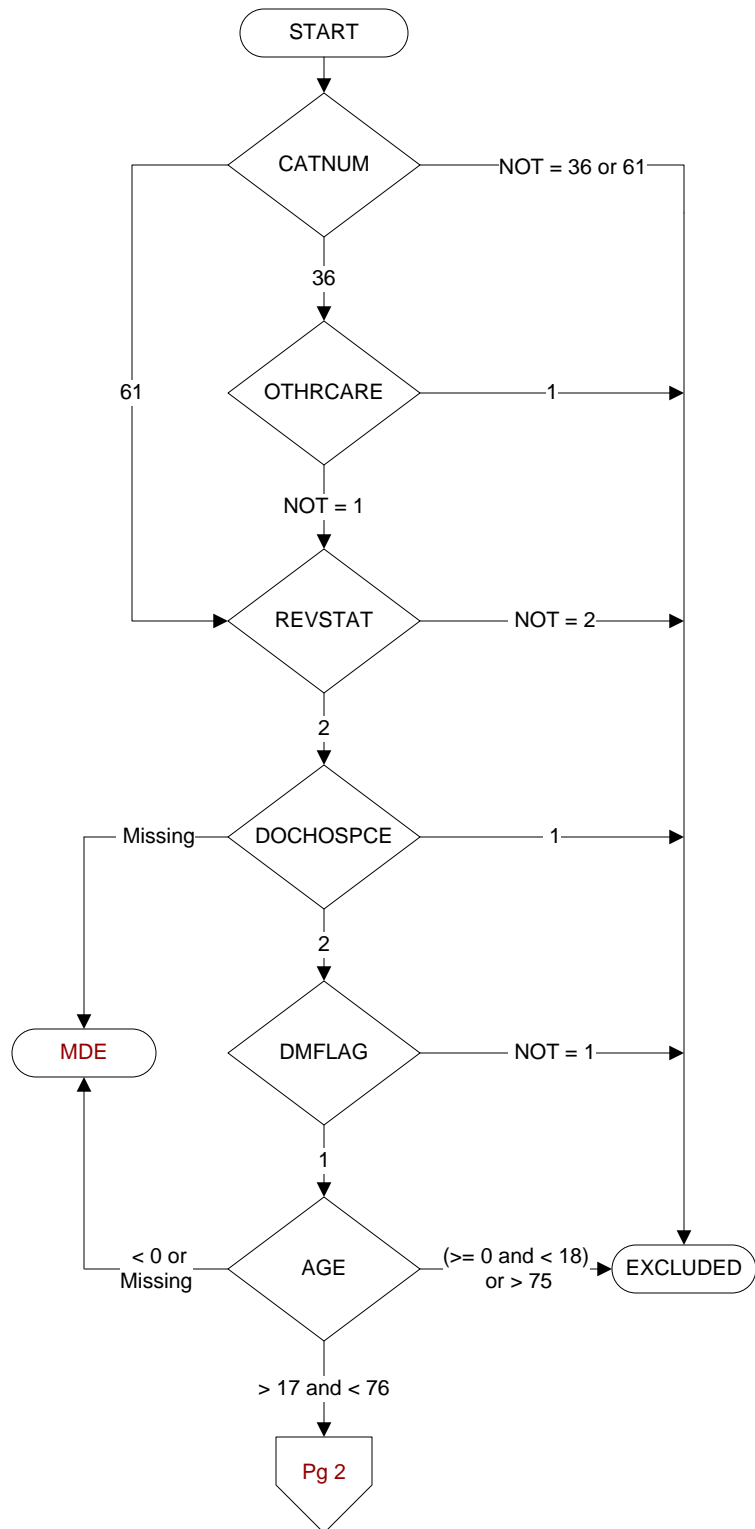 START
CATNUM
NOT = 36 or 61
36
61
OTHRCARE
1
NOT = 1
REVSTAT
NOT = 2
2
Missing
DOCHOSPCE
1
2
MDE
DMFLAG
NOT = 1
1
< 0 or
Missing
AGE
(>= 0 and < 18)
or > 75
EXCLUDED
> 17 and < 76
Pg 2